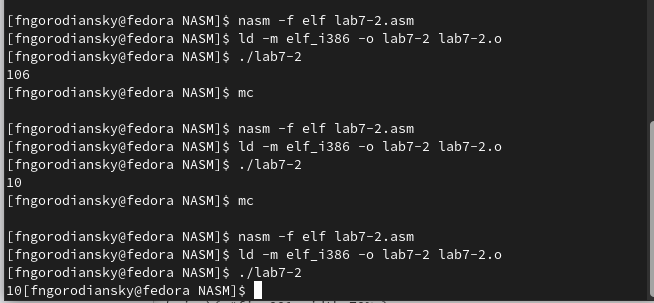 [fngorodiansky@fedora NASM]$ nasm -f elf lab7-2.asm
[fngorodiansky@fedora NASM]$ ld -m elf_i386 -o lab7-2 lab7-2.o
[fngorodiansky@fedora NASM]$ ./lab7-2
106
[fngorodiansky@fedora NASM]$ mc
[fngorodiansky@fedora NASM]$ nasm -f elf lab7-2.asm
[fngorodiansky@fedora NASM]$ ld -m elf_i386 -o lab7-2 lab7-2.o
[fngorodiansky@fedora NASM]$ ./lab7-2
10
[fngorodiansky@fedora NASM]$ mc
[fngorodiansky@fedora NASM]$ nasm -f elf lab7-2.asm
[fngorodiansky@fedora NASM]$ ld -m elf_i386 -o lab7-2 lab7-2.o
[fngorodiansky@fedora NASM]$ ./lab7-2
10[fngorodiansky@fedora NASM]$